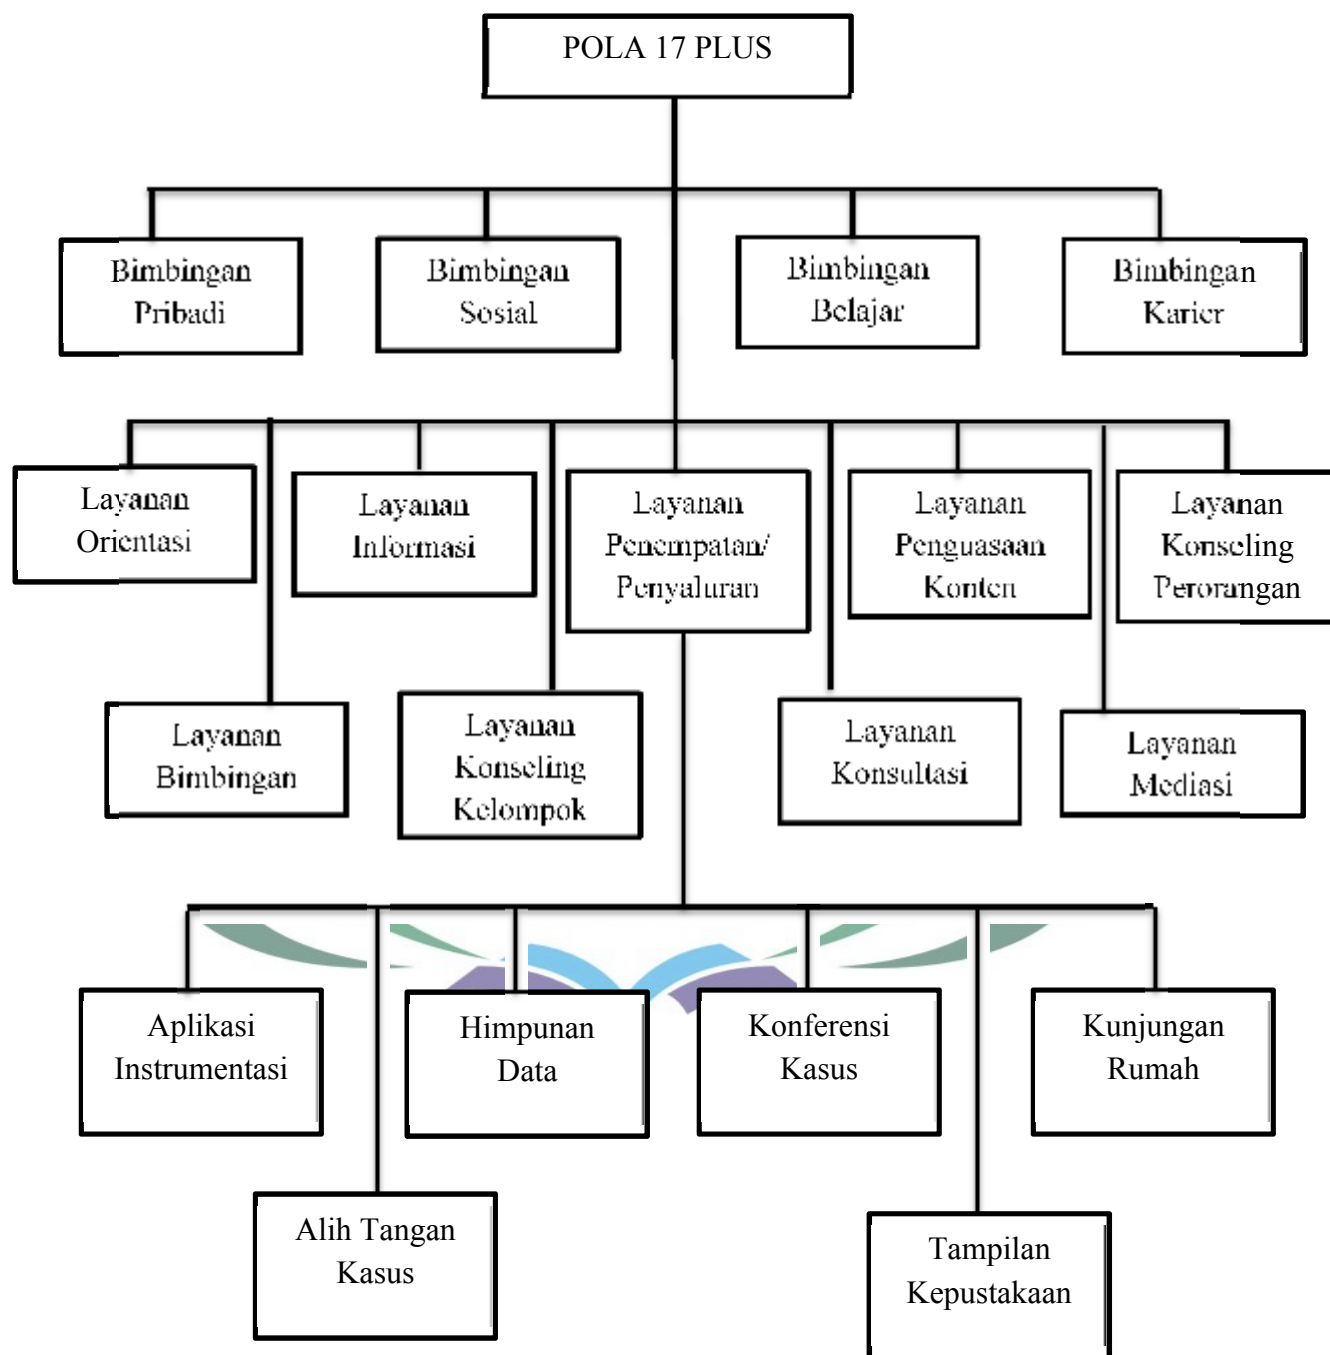 POLA 17 PLUS
Bimbingan
Pribadi
Bimbingan
Sosial
Bimbingan
Belajar
Bimbingan
Karier
Layanan
Orientasi
Layanan
Informasi
Layanan
Penempatan/
Penyaluran
Layanan
Penguasaan
Konten
Layanan
Konseling
Perorangan
Layanan
Bimbingan
Layanan
Konseling
Kelompok
Layanan
Konsultasi
Layanan
Mediasi
Aplikasi
Instrumentasi
Himpunan
Data
Konferensi
Kasus
Kunjungan
Rumah
Alih Tangan
Kasus
Tampilan
Kepustakaan